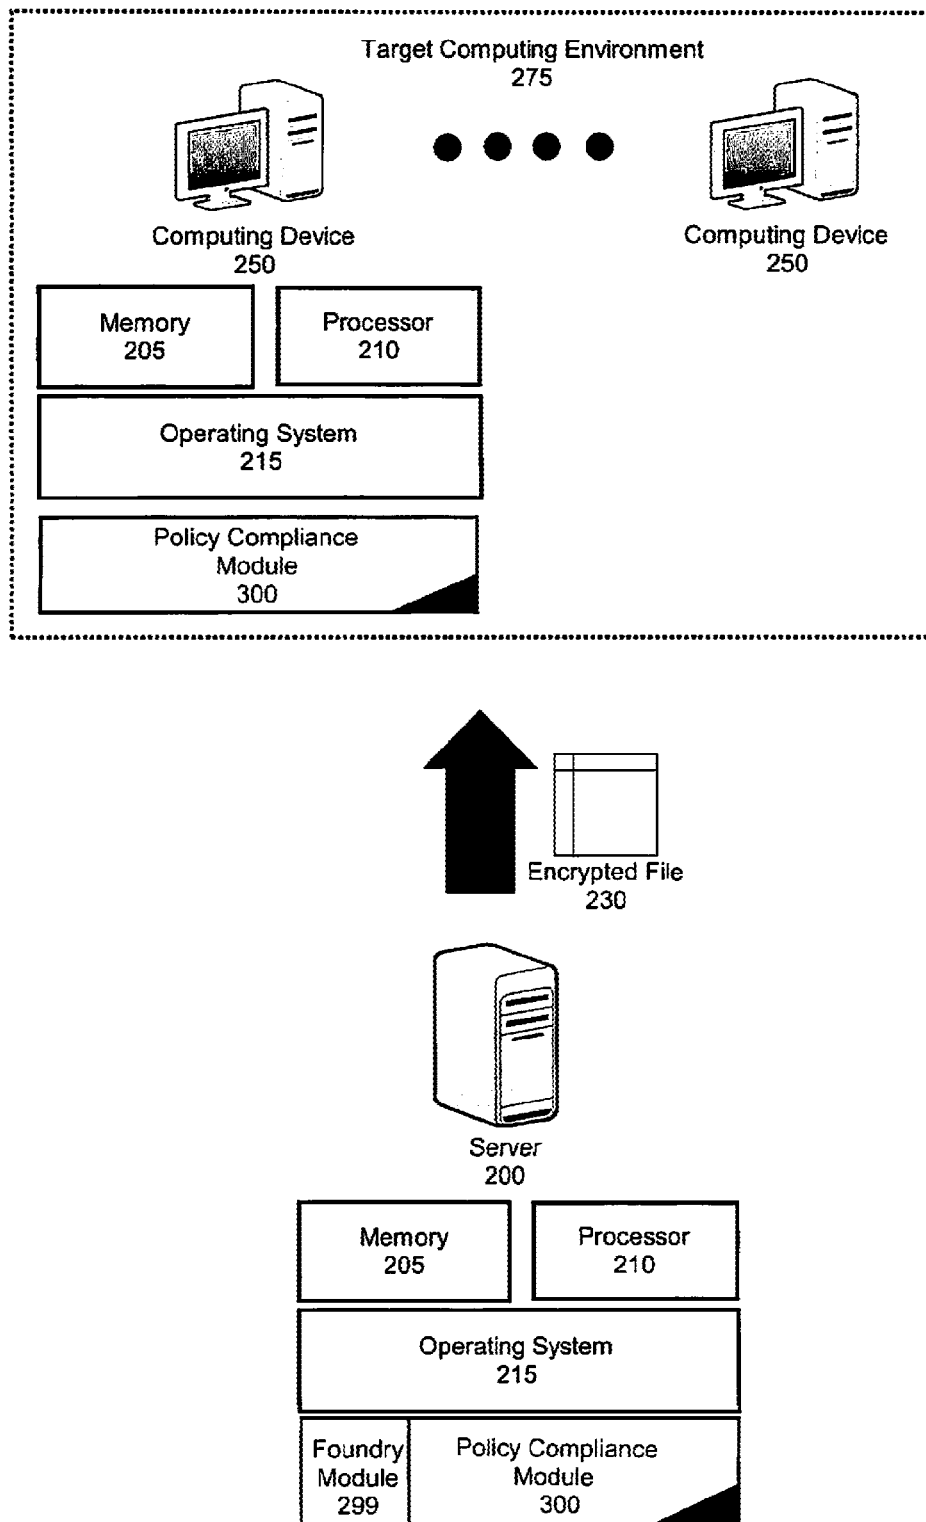 Target Computing Environment
275
Computing Device
250
Computing Device
250
Memory
205
Processor
210
Operating System
215
Policy Compliance
Module
300
Encrypted File
230
Server
200
Memory
205
Processor
210
Operating System
215
Foundry
Module
299
Policy Compliance
Module
300